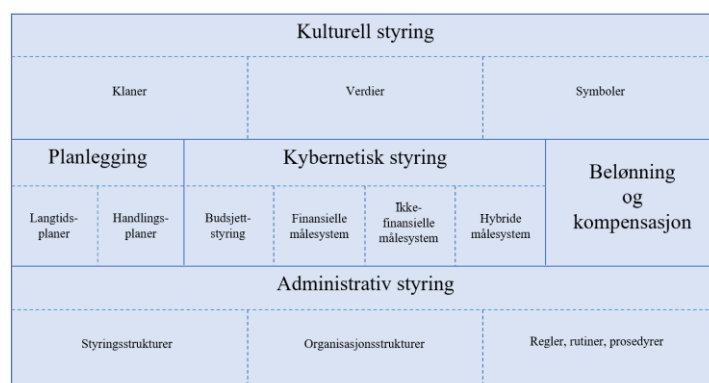 Kulturell styring
Klaner
Verdier
Symboler
Planlegging
Langtids-
planer
Handlings-
planer
Kybernetisk styring
Budsjett-
styring
Finansielle
målesystem
Ikke-
finansielle
målesystem
Hybride
målesystem
Belønning
og
kompensasjon
Administrativ styring
Styringsstrukturer
Organisasjonsstrukturer
Regler, rutiner, prosedyrer